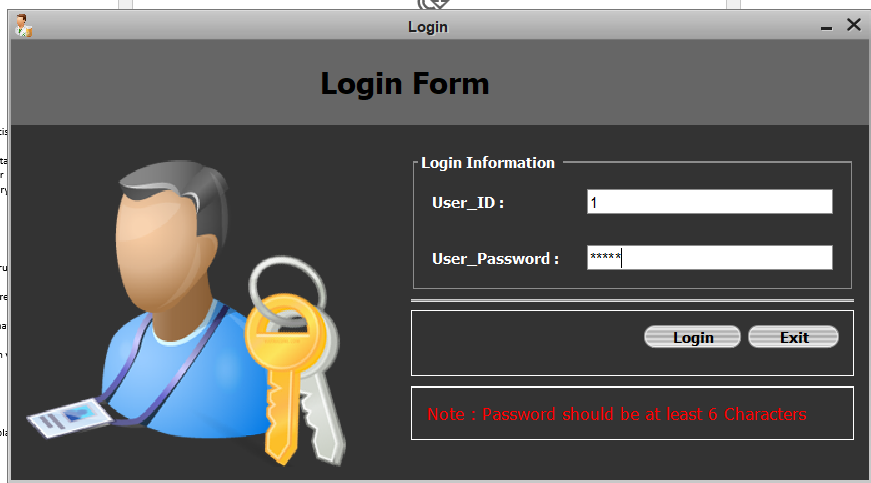 Login
Login Form
Login Information
User_ID : 1
User_Password : *****
Login Exit
Note : Password should be at least 6 Characters